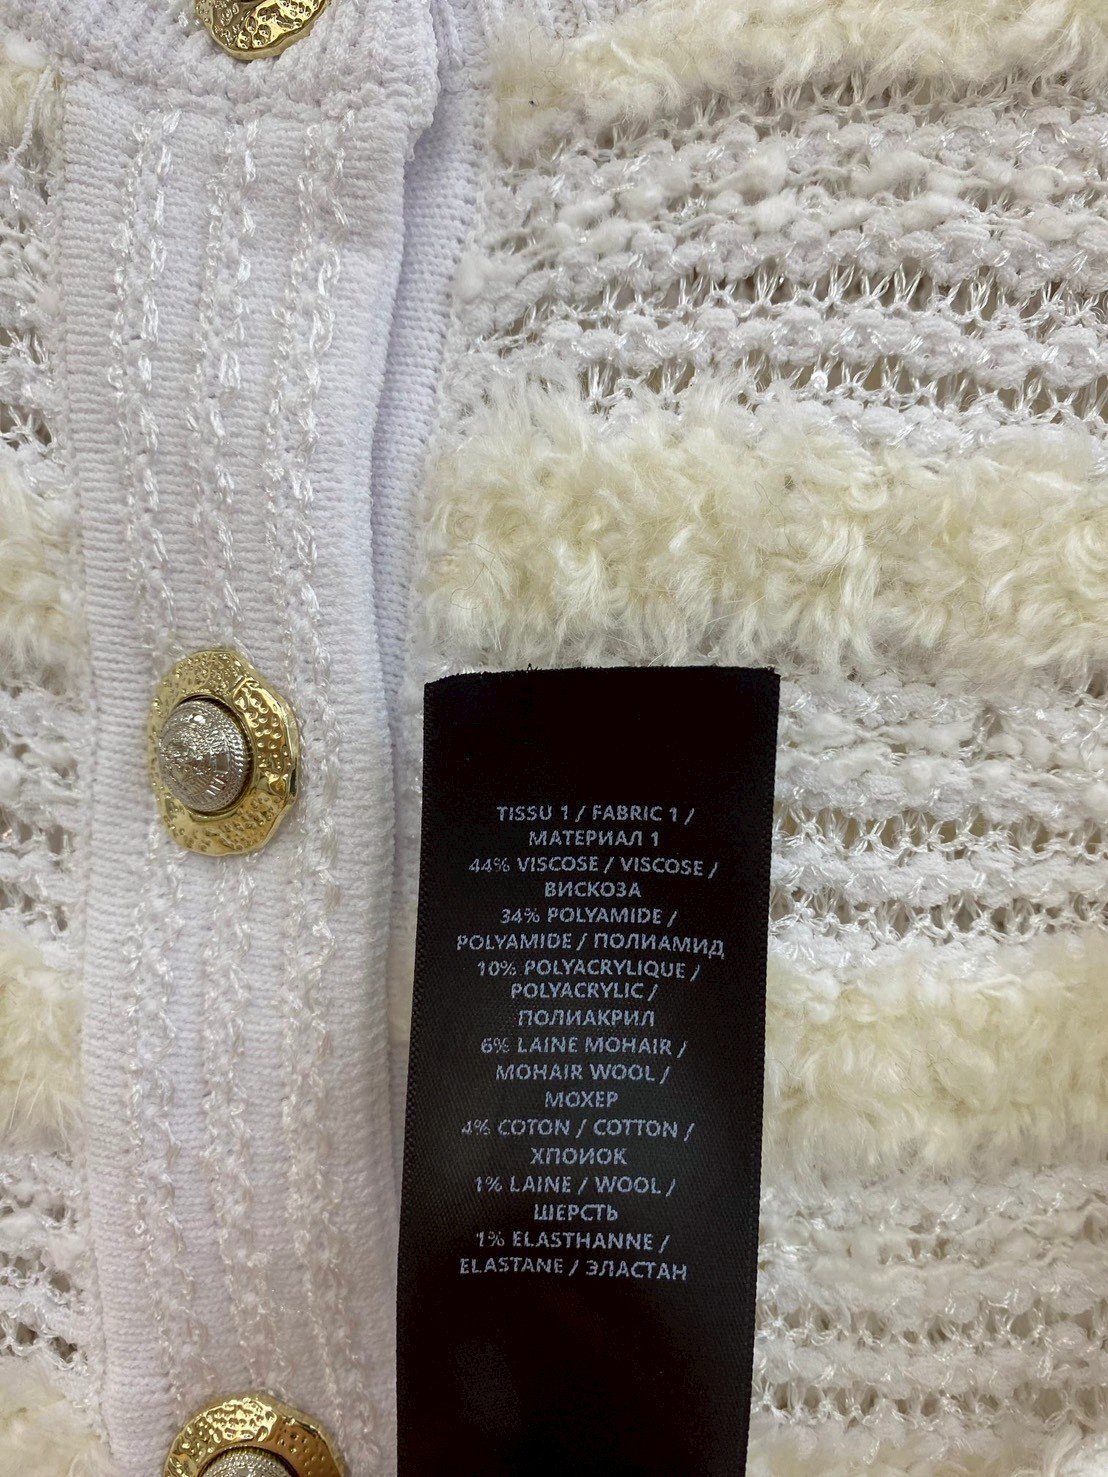 TISSU 1 / FABRIC 1 /
МАТЕРИАЛ 1
44% VISCOSE / VISCOSE /
ВИСКОЗА
34% POLYAMIDE /
POLYAMIDE / ПОЛИАМИД
10% POLYACRYLIQUE /
POLYACRYLIC /
ПОЛИАКРИЛ
6% LAINE MOHAIR /
MOHAIR WOOL /
МОХЕР
4% COTON / COTTON /
ХПОИОК
1% LAINE / WOOL /
ШЕРСТЬ
1% ELASTHANNE /
ELASTANE / ЭЛАСТАН